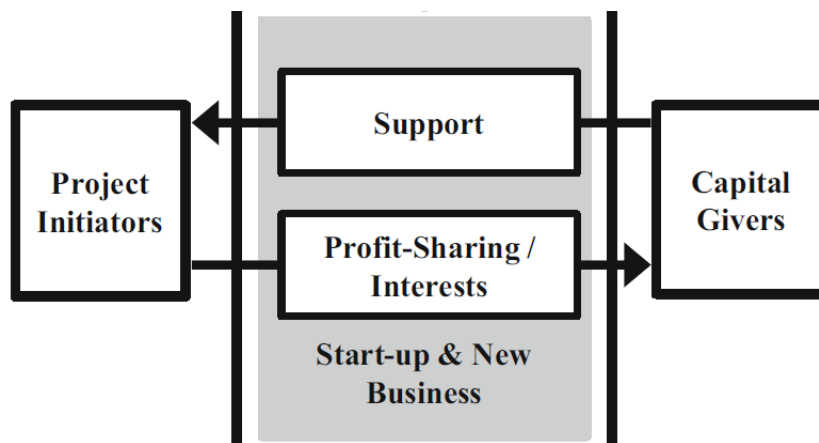 Support
Project
Initiators
Capital
Givers
Profit-Sharing /
Interests
Start-up & New
Business